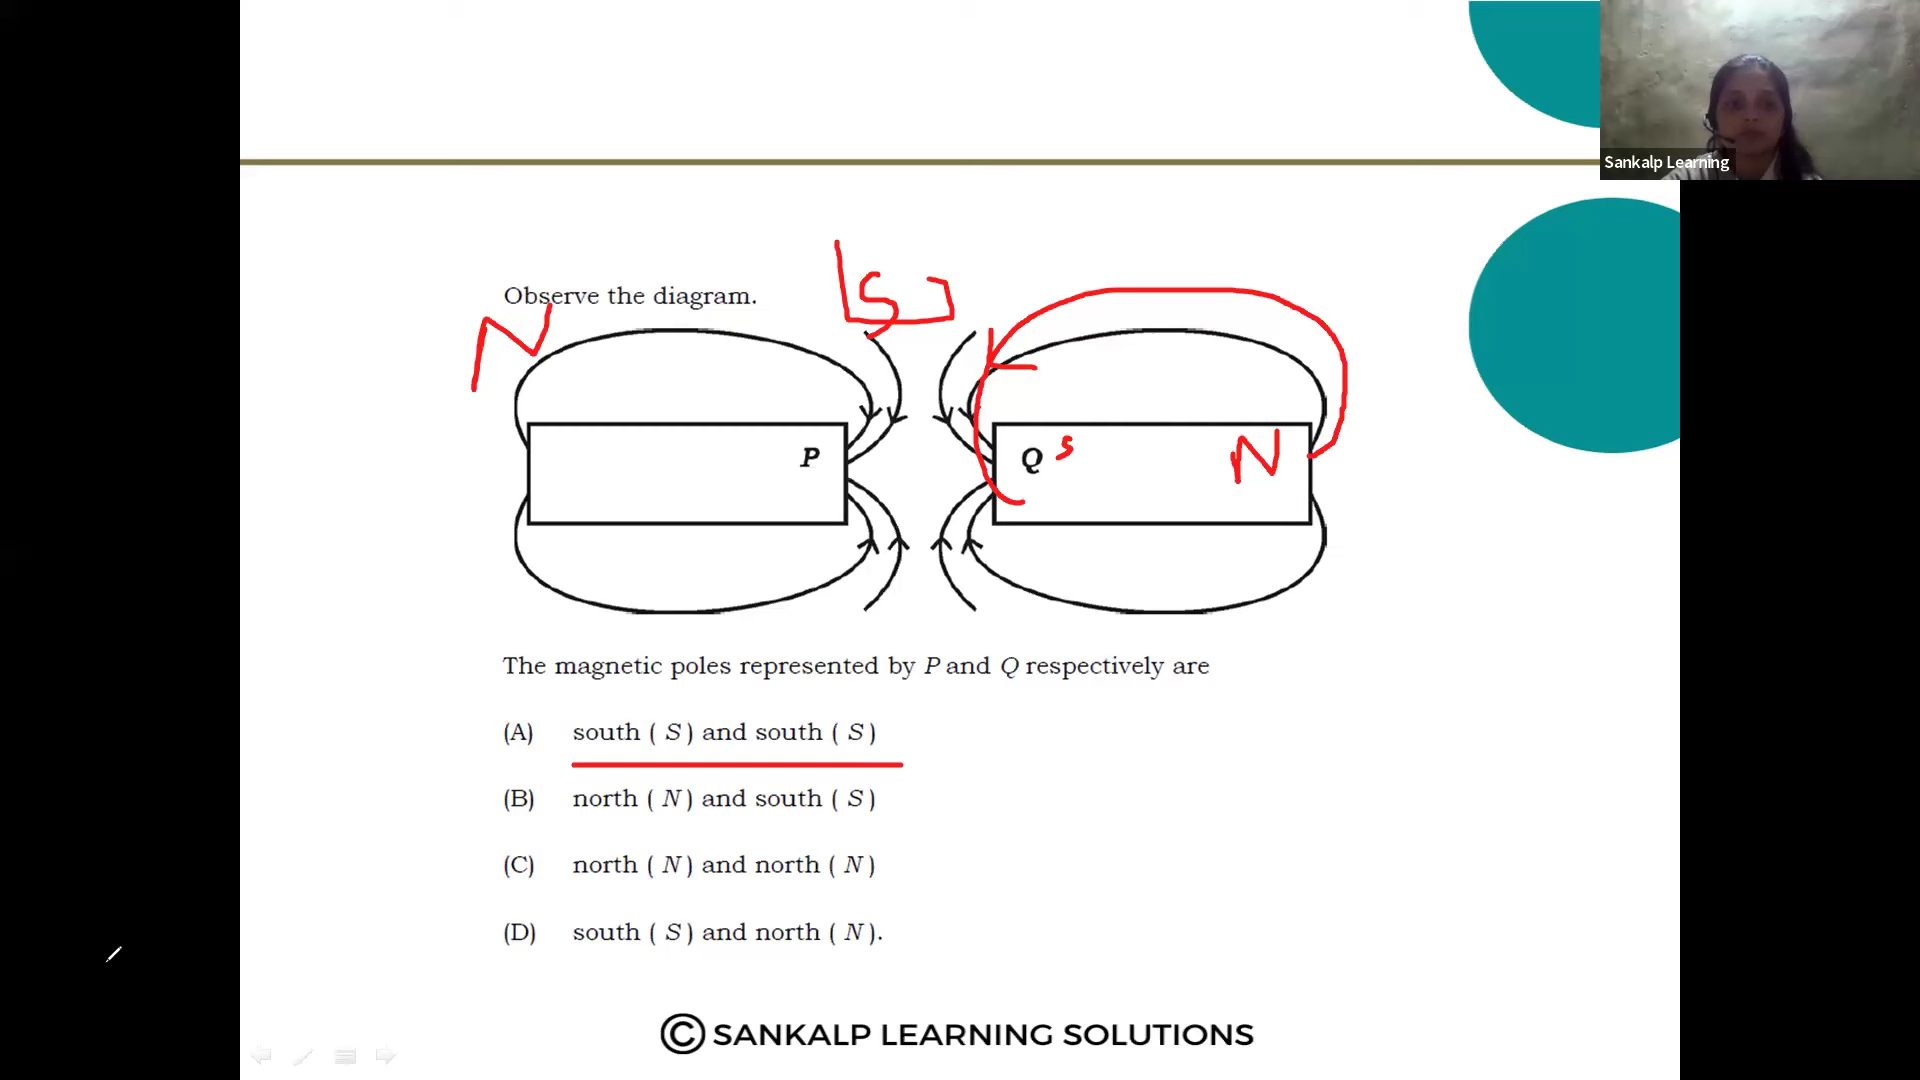 Sankalp Learning
Observe the diagram.
S
N
P
Q S
N
The magnetic poles represented by P and Q respectively are
(A) south ( S ) and south ( S )
(B) north ( N ) and south ( S )
(C) north ( N ) and north ( N )
(D) south ( S ) and north ( N ).
© SANKALP LEARNING SOLUTIONS